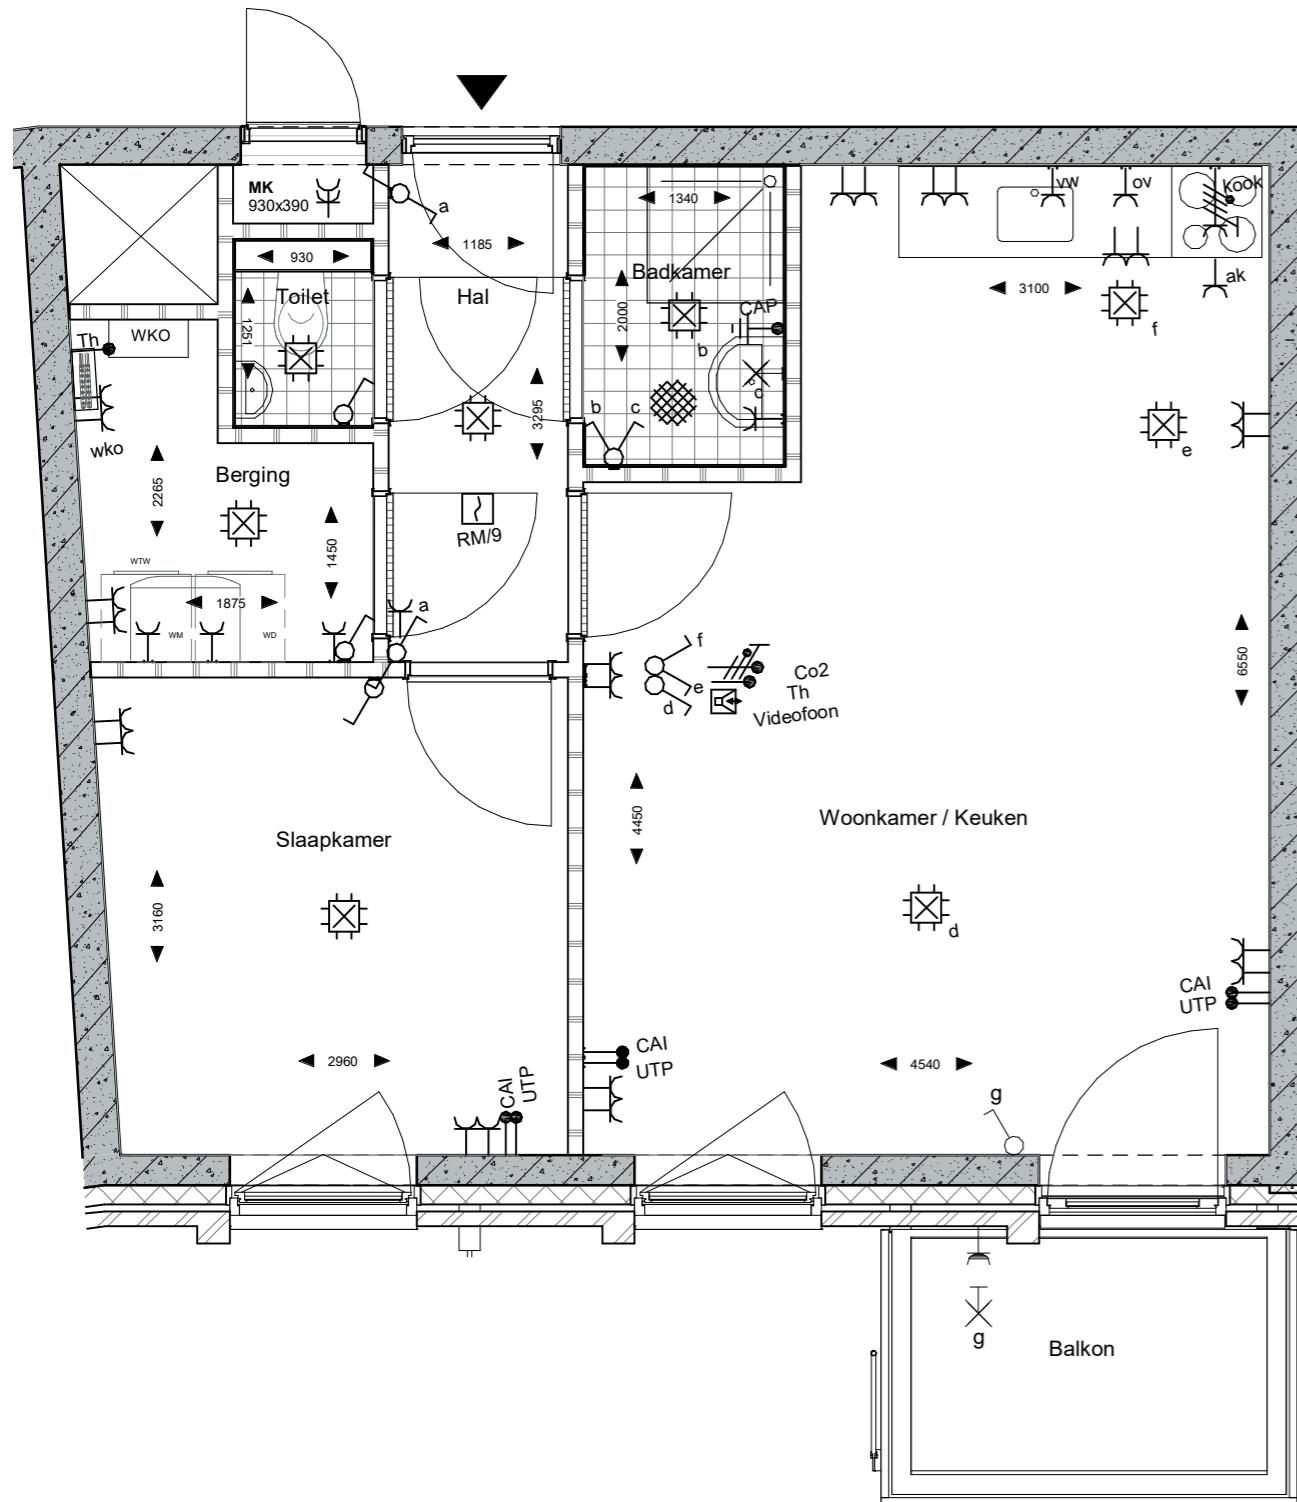 MK
930x390
a
1340
vw
ov
kook
1185
930
Toilet
Hal
Badkamer
3100
ak
1251
2000
CAP
f
Th
WKO
b
c
3295
b
c
e
wko
Berging
2265
RM/9
1450
WTW
1875
WM
WD
a
f
e
d
Co2
Th
Videofoon
6550
4450
Slaapkamer
Woonkamer / Keuken
3160
d
CAI
UTP
2960
CAI
UTP
CAI
UTP
4540
g
g
Balkon